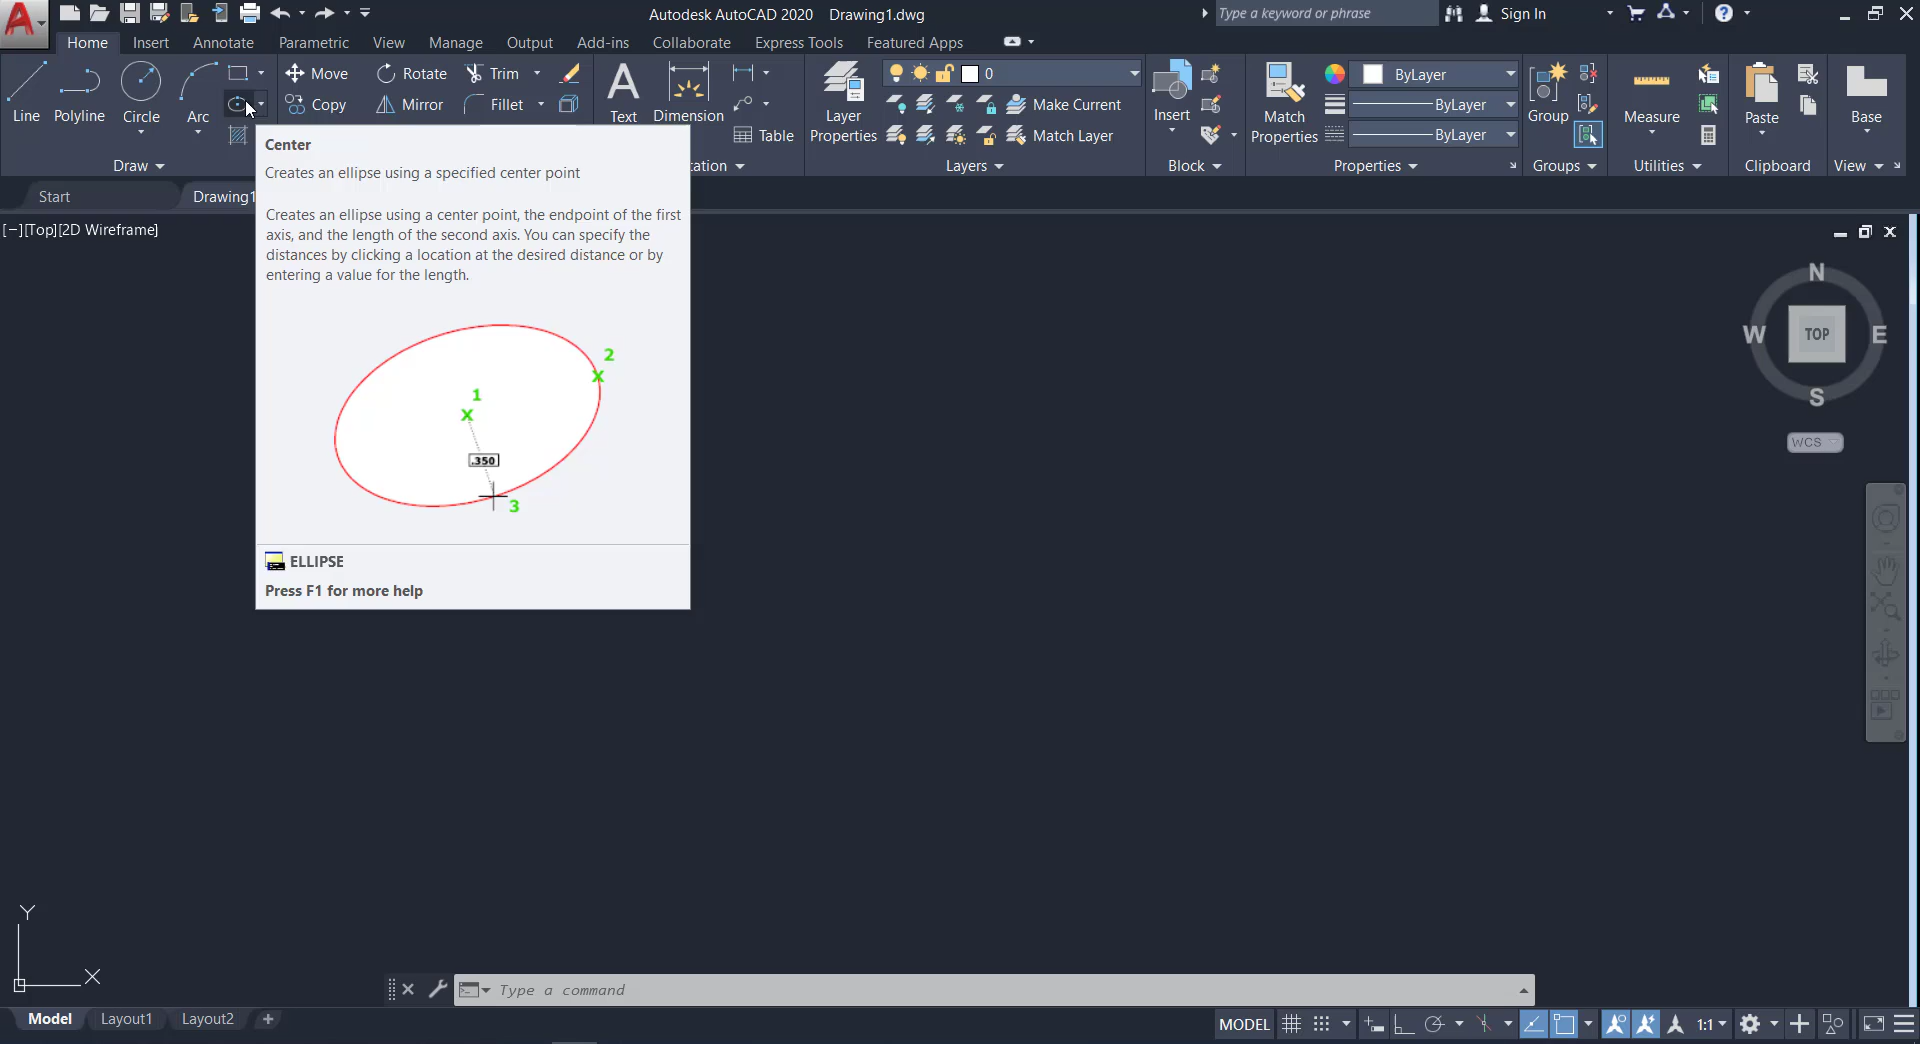 Autodesk AutoCAD 2020 Drawing1.dwg
Type a keyword or phrase
Sign In
Home Insert Annotate Parametric View Manage Output Add-ins Collaborate Express Tools Featured Apps
Line Polyline Circle Arc
Move Rotate Trim
Copy Mirror Fillet
Text Dimension
Table
Layer
Properties
0
Make Current
Match Layer
Insert
Match
Properties
ByLayer
ByLayer
ByLayer
Group
Measure
Paste
Base
Draw
tation
Layers
Block
Properties
Groups
Utilities
Clipboard
View
Start
Drawing1
[−][Top][2D Wireframe]
Center
Creates an ellipse using a specified center point
Creates an ellipse using a center point, the endpoint of the first
axis, and the length of the second axis. You can specify the
distances by clicking a location at the desired distance or by
entering a value for the length.
2
1
.350
3
ELLIPSE
Press F1 for more help
N
W TOP E
S
WCS
Y
X
Type a command
Model Layout1 Layout2 +
MODEL
1:1